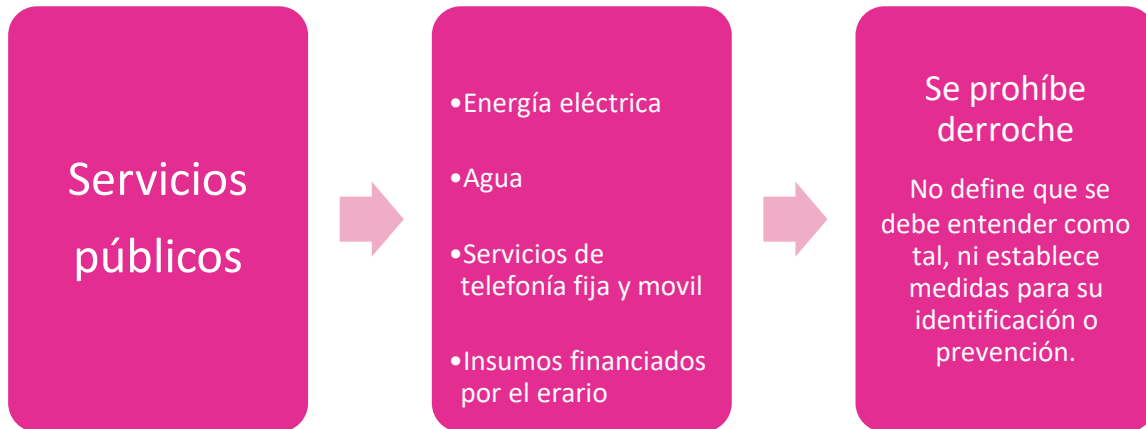 Servicios
públicos
•Energía eléctrica
•Agua
•Servicios de
telefonía fija y movil
•Insumos financiados
por el erario
Se prohíbe
derroche
No define que se
debe entender como
tal, ni establece
medidas para su
identificación o
prevención.